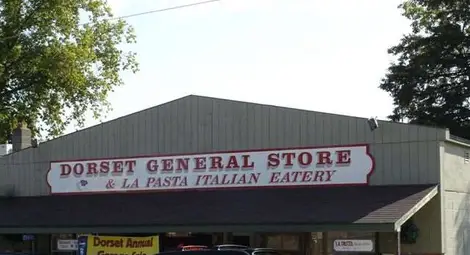 DORSET GENERAL STORE
& LA PASTA ITALIAN EATERY
Dorset Annual
LA PASTA